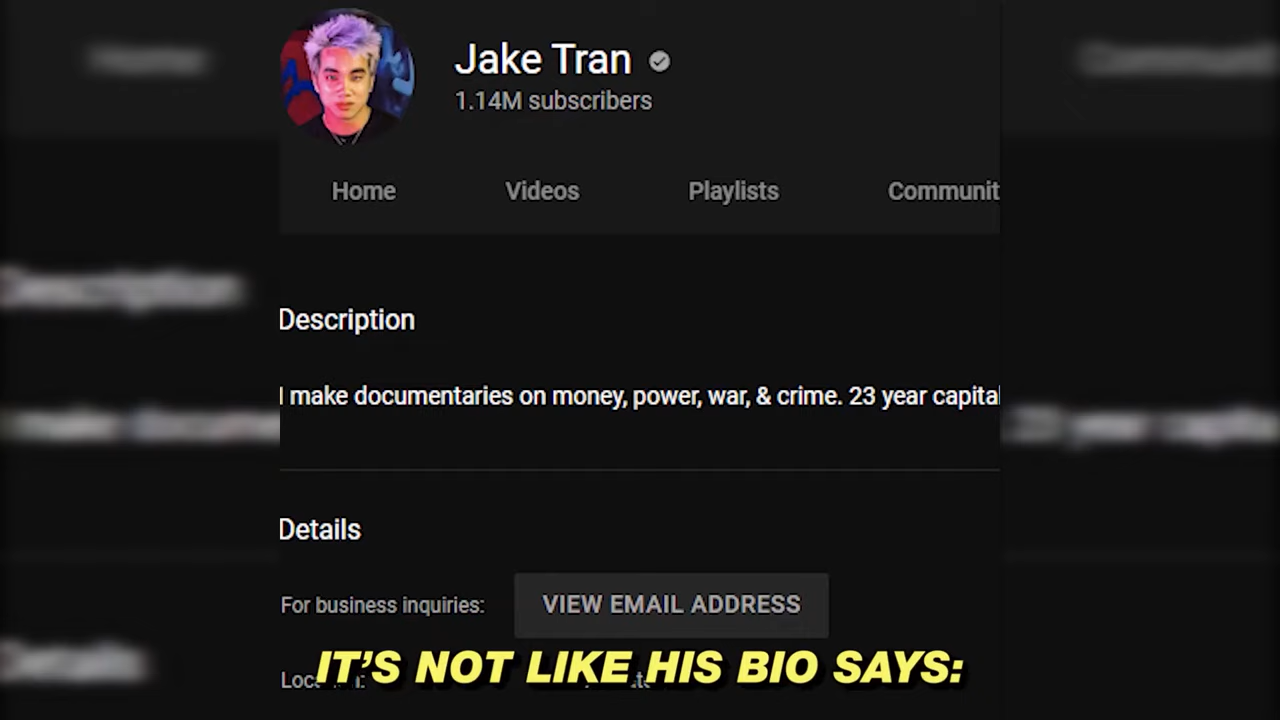 Jake Tran
1.14M subscribers
Home Videos Playlists Communit
Description
I make documentaries on money, power, war, & crime. 23 year capital
Details
For business inquiries: VIEW EMAIL ADDRESS
IT'S NOT LIKE HIS BIO SAYS: